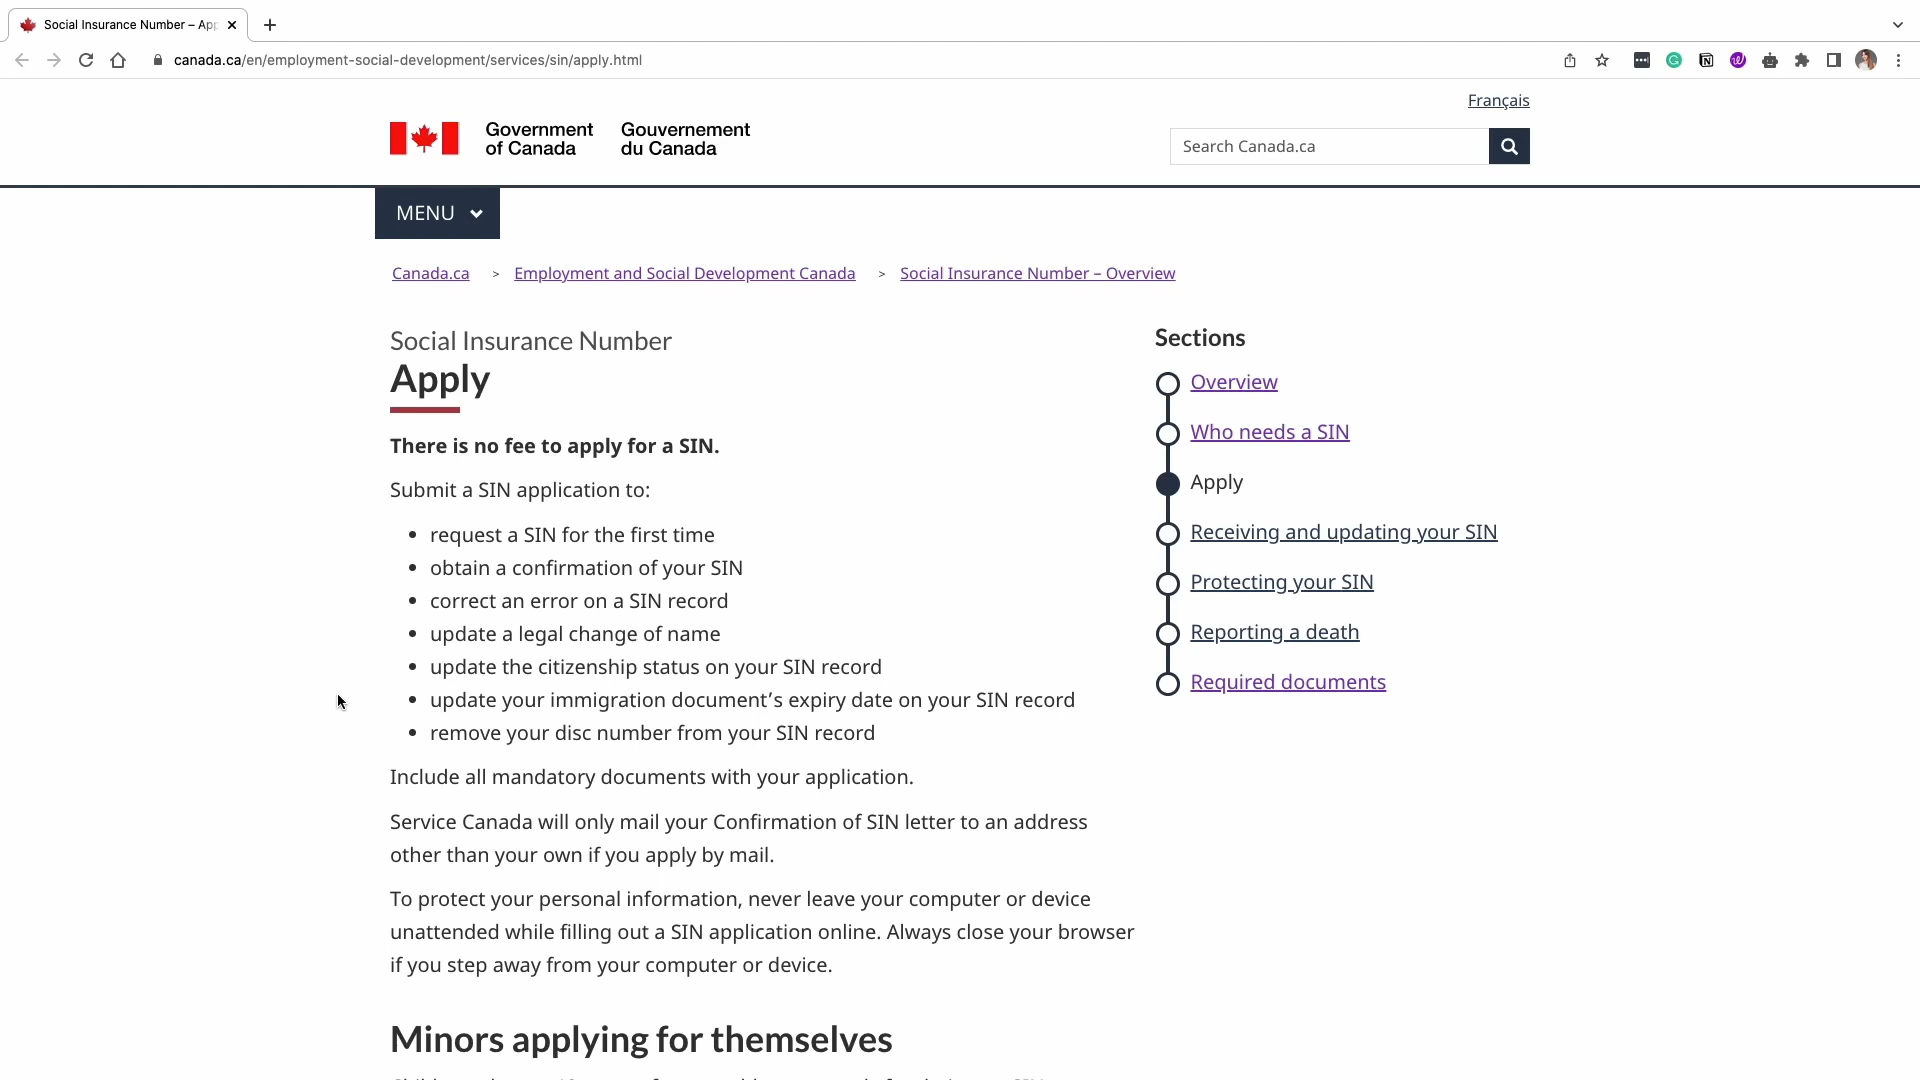 Social Insurance Number – App
canada.ca/en/employment-social-development/services/sin/apply.html
Français
Government of Canada
Gouvernement du Canada
Search Canada.ca
MENU
Canada.ca > Employment and Social Development Canada > Social Insurance Number – Overview
Social Insurance Number
Apply
There is no fee to apply for a SIN.
Submit a SIN application to:
• request a SIN for the first time
• obtain a confirmation of your SIN
• correct an error on a SIN record
• update a legal change of name
• update the citizenship status on your SIN record
• update your immigration document’s expiry date on your SIN record
• remove your disc number from your SIN record
Include all mandatory documents with your application.
Service Canada will only mail your Confirmation of SIN letter to an address
other than your own if you apply by mail.
To protect your personal information, never leave your computer or device
unattended while filling out a SIN application online. Always close your browser
if you step away from your computer or device.
Minors applying for themselves
Sections
Overview
Who needs a SIN
Apply
Receiving and updating your SIN
Protecting your SIN
Reporting a death
Required documents